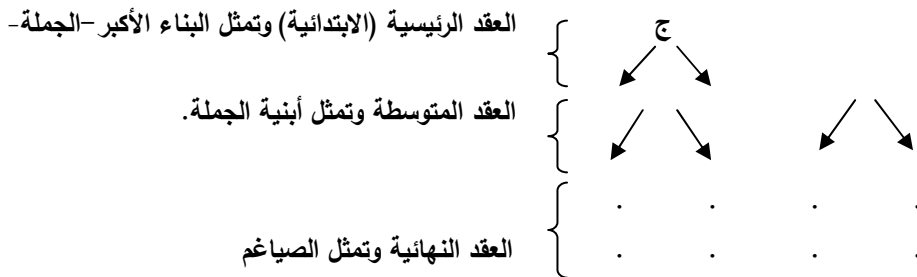 ج
العقد الرئيسية (الابتدائية) وتمثل البناء الأكبر –الجملة-
العقد المتوسطة وتمثل أبنية الجملة.
. . . .
. . . .
العقد النهائية وتمثل الصياغم